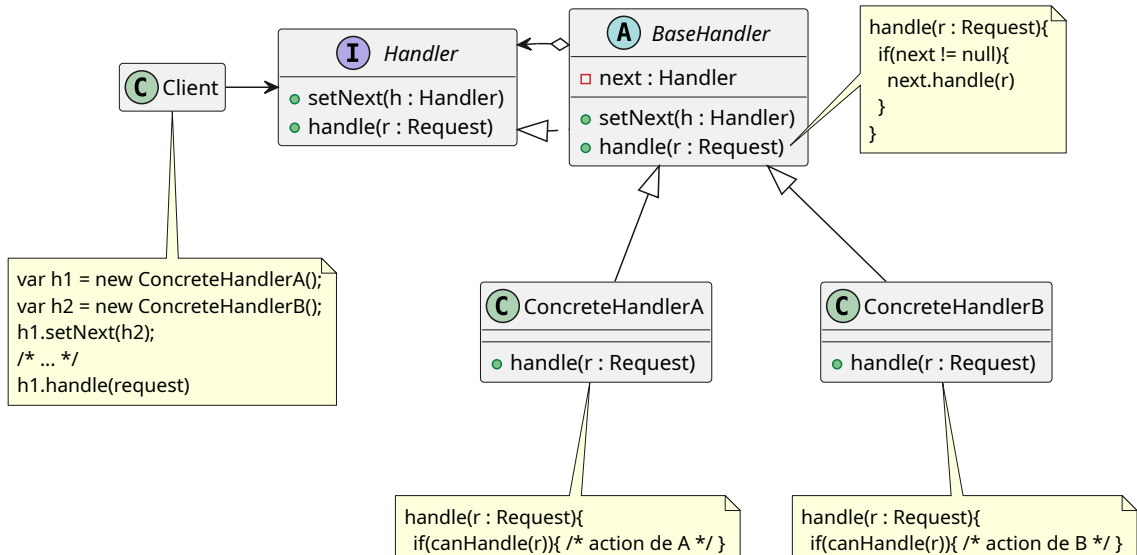 C Client
I Handler
setNext(h : Handler)
handle(r : Request)
A BaseHandler
next : Handler
setNext(h : Handler)
handle(r : Request)
handle(r : Request){
if(next != null){
next.handle(r)
}
}
var h1 = new ConcreteHandlerA();
var h2 = new ConcreteHandlerB();
h1.setNext(h2);
/* ... */
h1.handle(request)
C ConcreteHandlerA
handle(r : Request)
C ConcreteHandlerB
handle(r : Request)
handle(r : Request){
if(canHandle(r)){ /* action de A */ }
handle(r : Request){
if(canHandle(r)){ /* action de B */ }